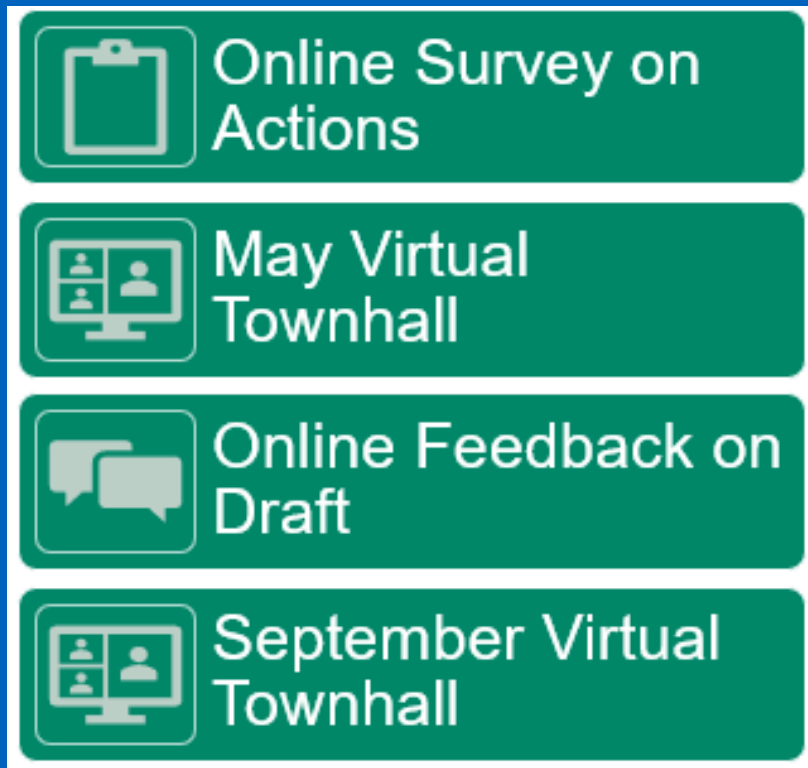 Online Survey on
Actions
May Virtual
Townhall
Online Feedback on
Draft
September Virtual
Townhall